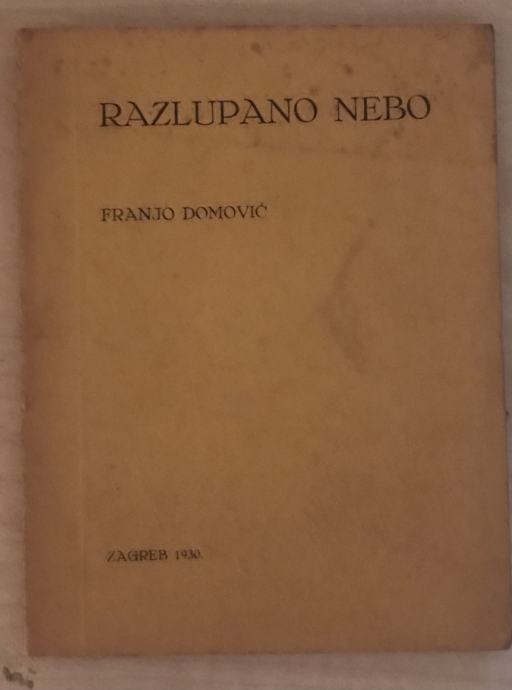 RAZLUPANO NEBO
FRANJO DOMOVIĆ
ZAGREB 1930.